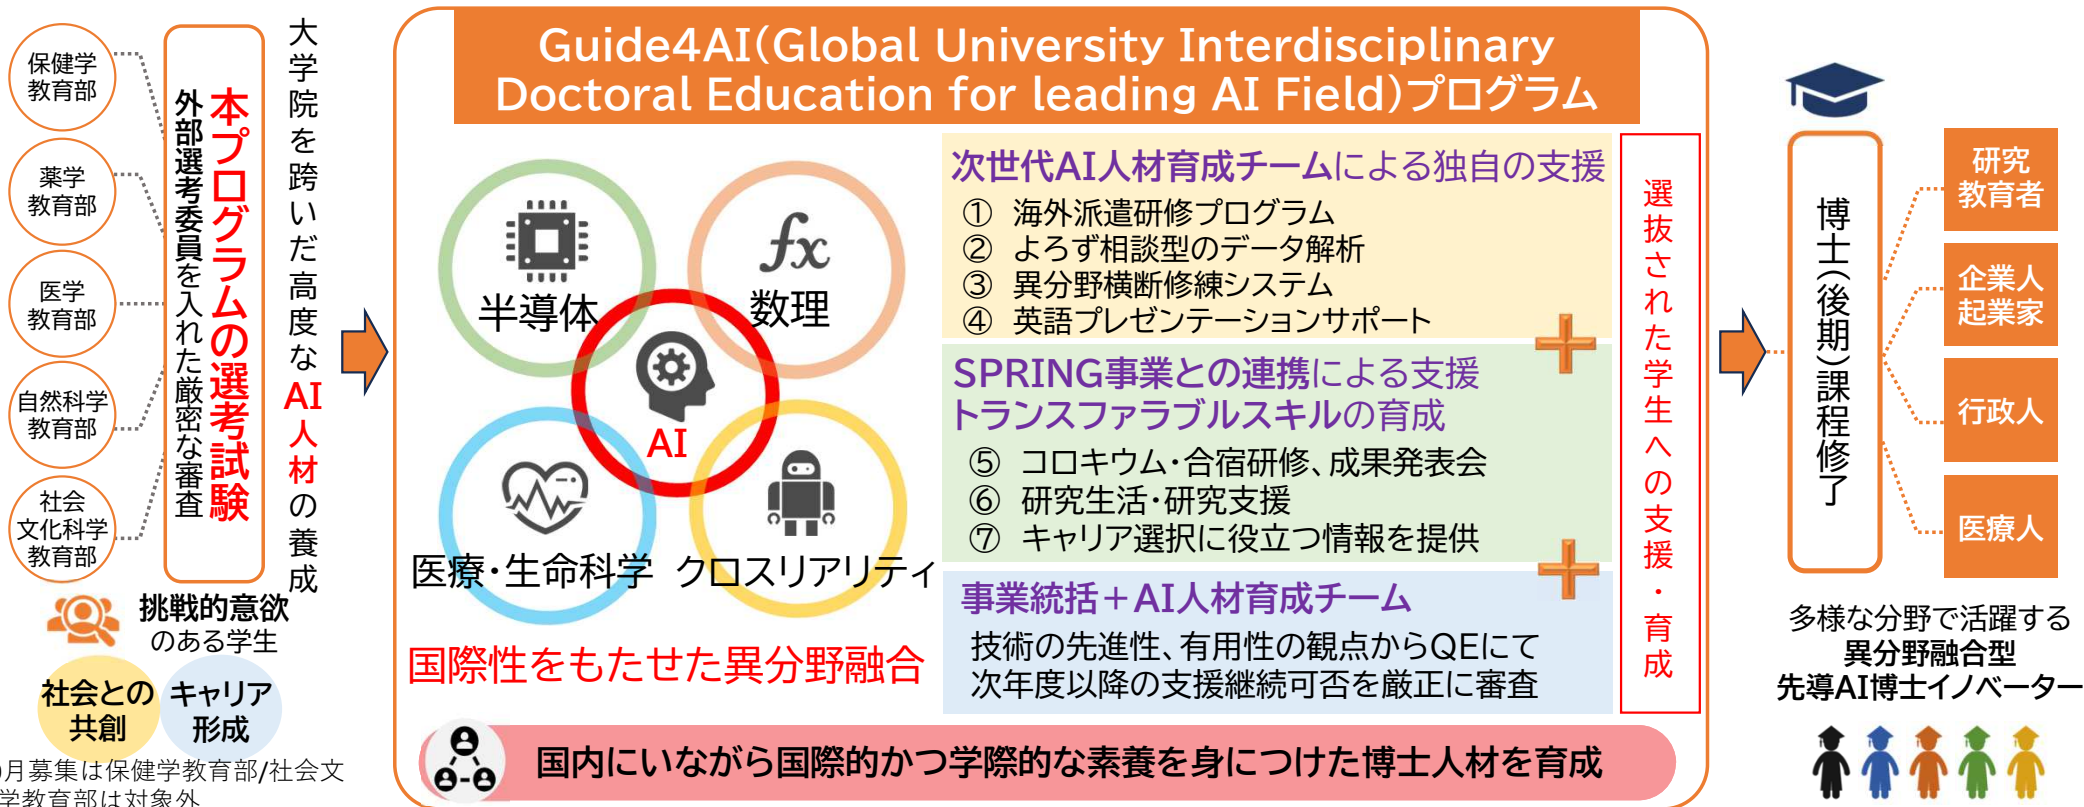 保健学
教育部
薬学
教育部
医学
教育部
自然科学
教育部
社会
文化科学
教育部
本プログラムの選考試験
外部選考委員を入れた厳密な審査
大学院を跨いだ高度なAI人材の養成
挑戦的意欲
のある学生
社会との
共創
キャリア
形成
月募集は保健学教育部/社会文
学教育部は対象外
Guide4AI(Global University Interdisciplinary
Doctoral Education for leading AI Field)プログラム
半導体
fx
数理
AI
医療・生命科学
クロスリアリティ
国際性をもたせた異分野融合
次世代AI人材育成チームによる独自の支援
① 海外派遣研修プログラム
② よろず相談型のデータ解析
③ 異分野横断修練システム
④ 英語プレゼンテーションサポート
SPRING事業との連携による支援
トランスファラブルスキルの育成
⑤ コロキウム・合宿研修、成果発表会
⑥ 研究生活・研究支援
⑦ キャリア選択に役立つ情報を提供
事業統括＋AI人材育成チーム
技術の先進性、有用性の観点からQEにて
次年度以降の支援継続可否を厳正に審査
選抜された学生への支援・育成
国内にいながら国際的かつ学際的な素養を身につけた博士人材を育成
博士(後期)課程修了
研究
教育者
企業人
起業家
行政人
医療人
多様な分野で活躍する
異分野融合型
先導AI博士イノベーター